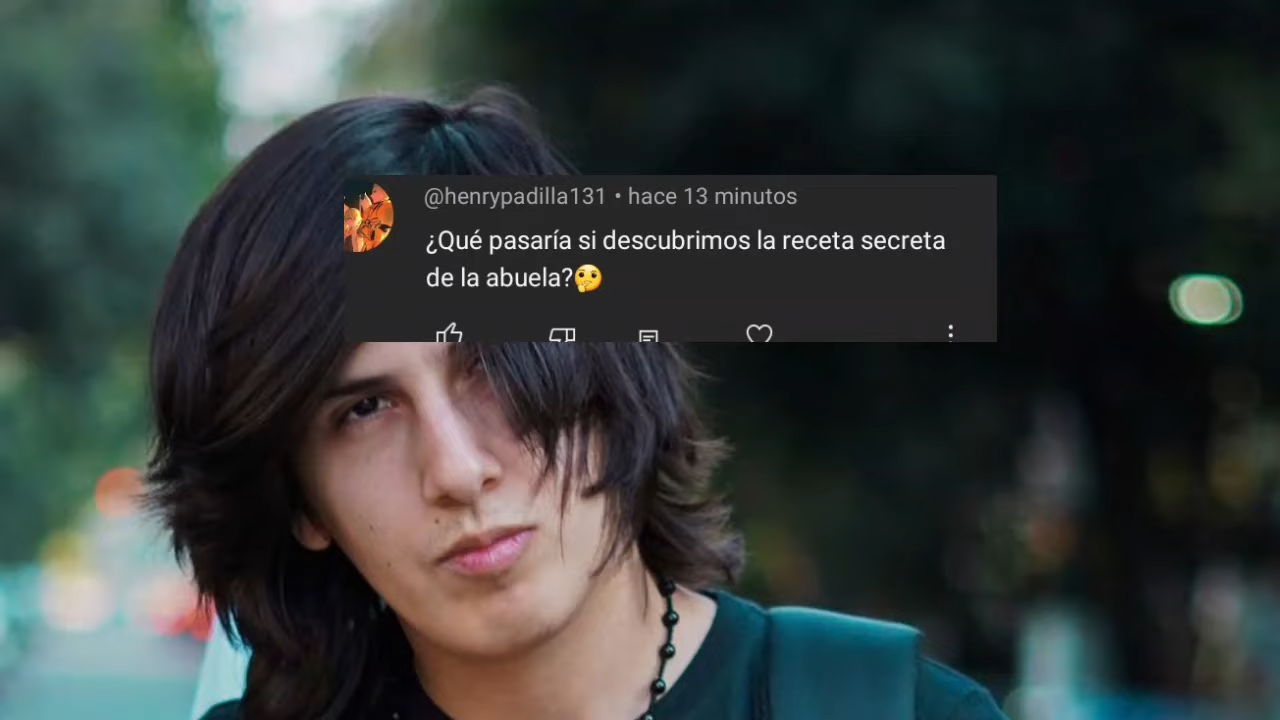 @henrypadilla131 • hace 13 minutos
¿Qué pasaría si descubrimos la receta secreta
de la abuela?🤔